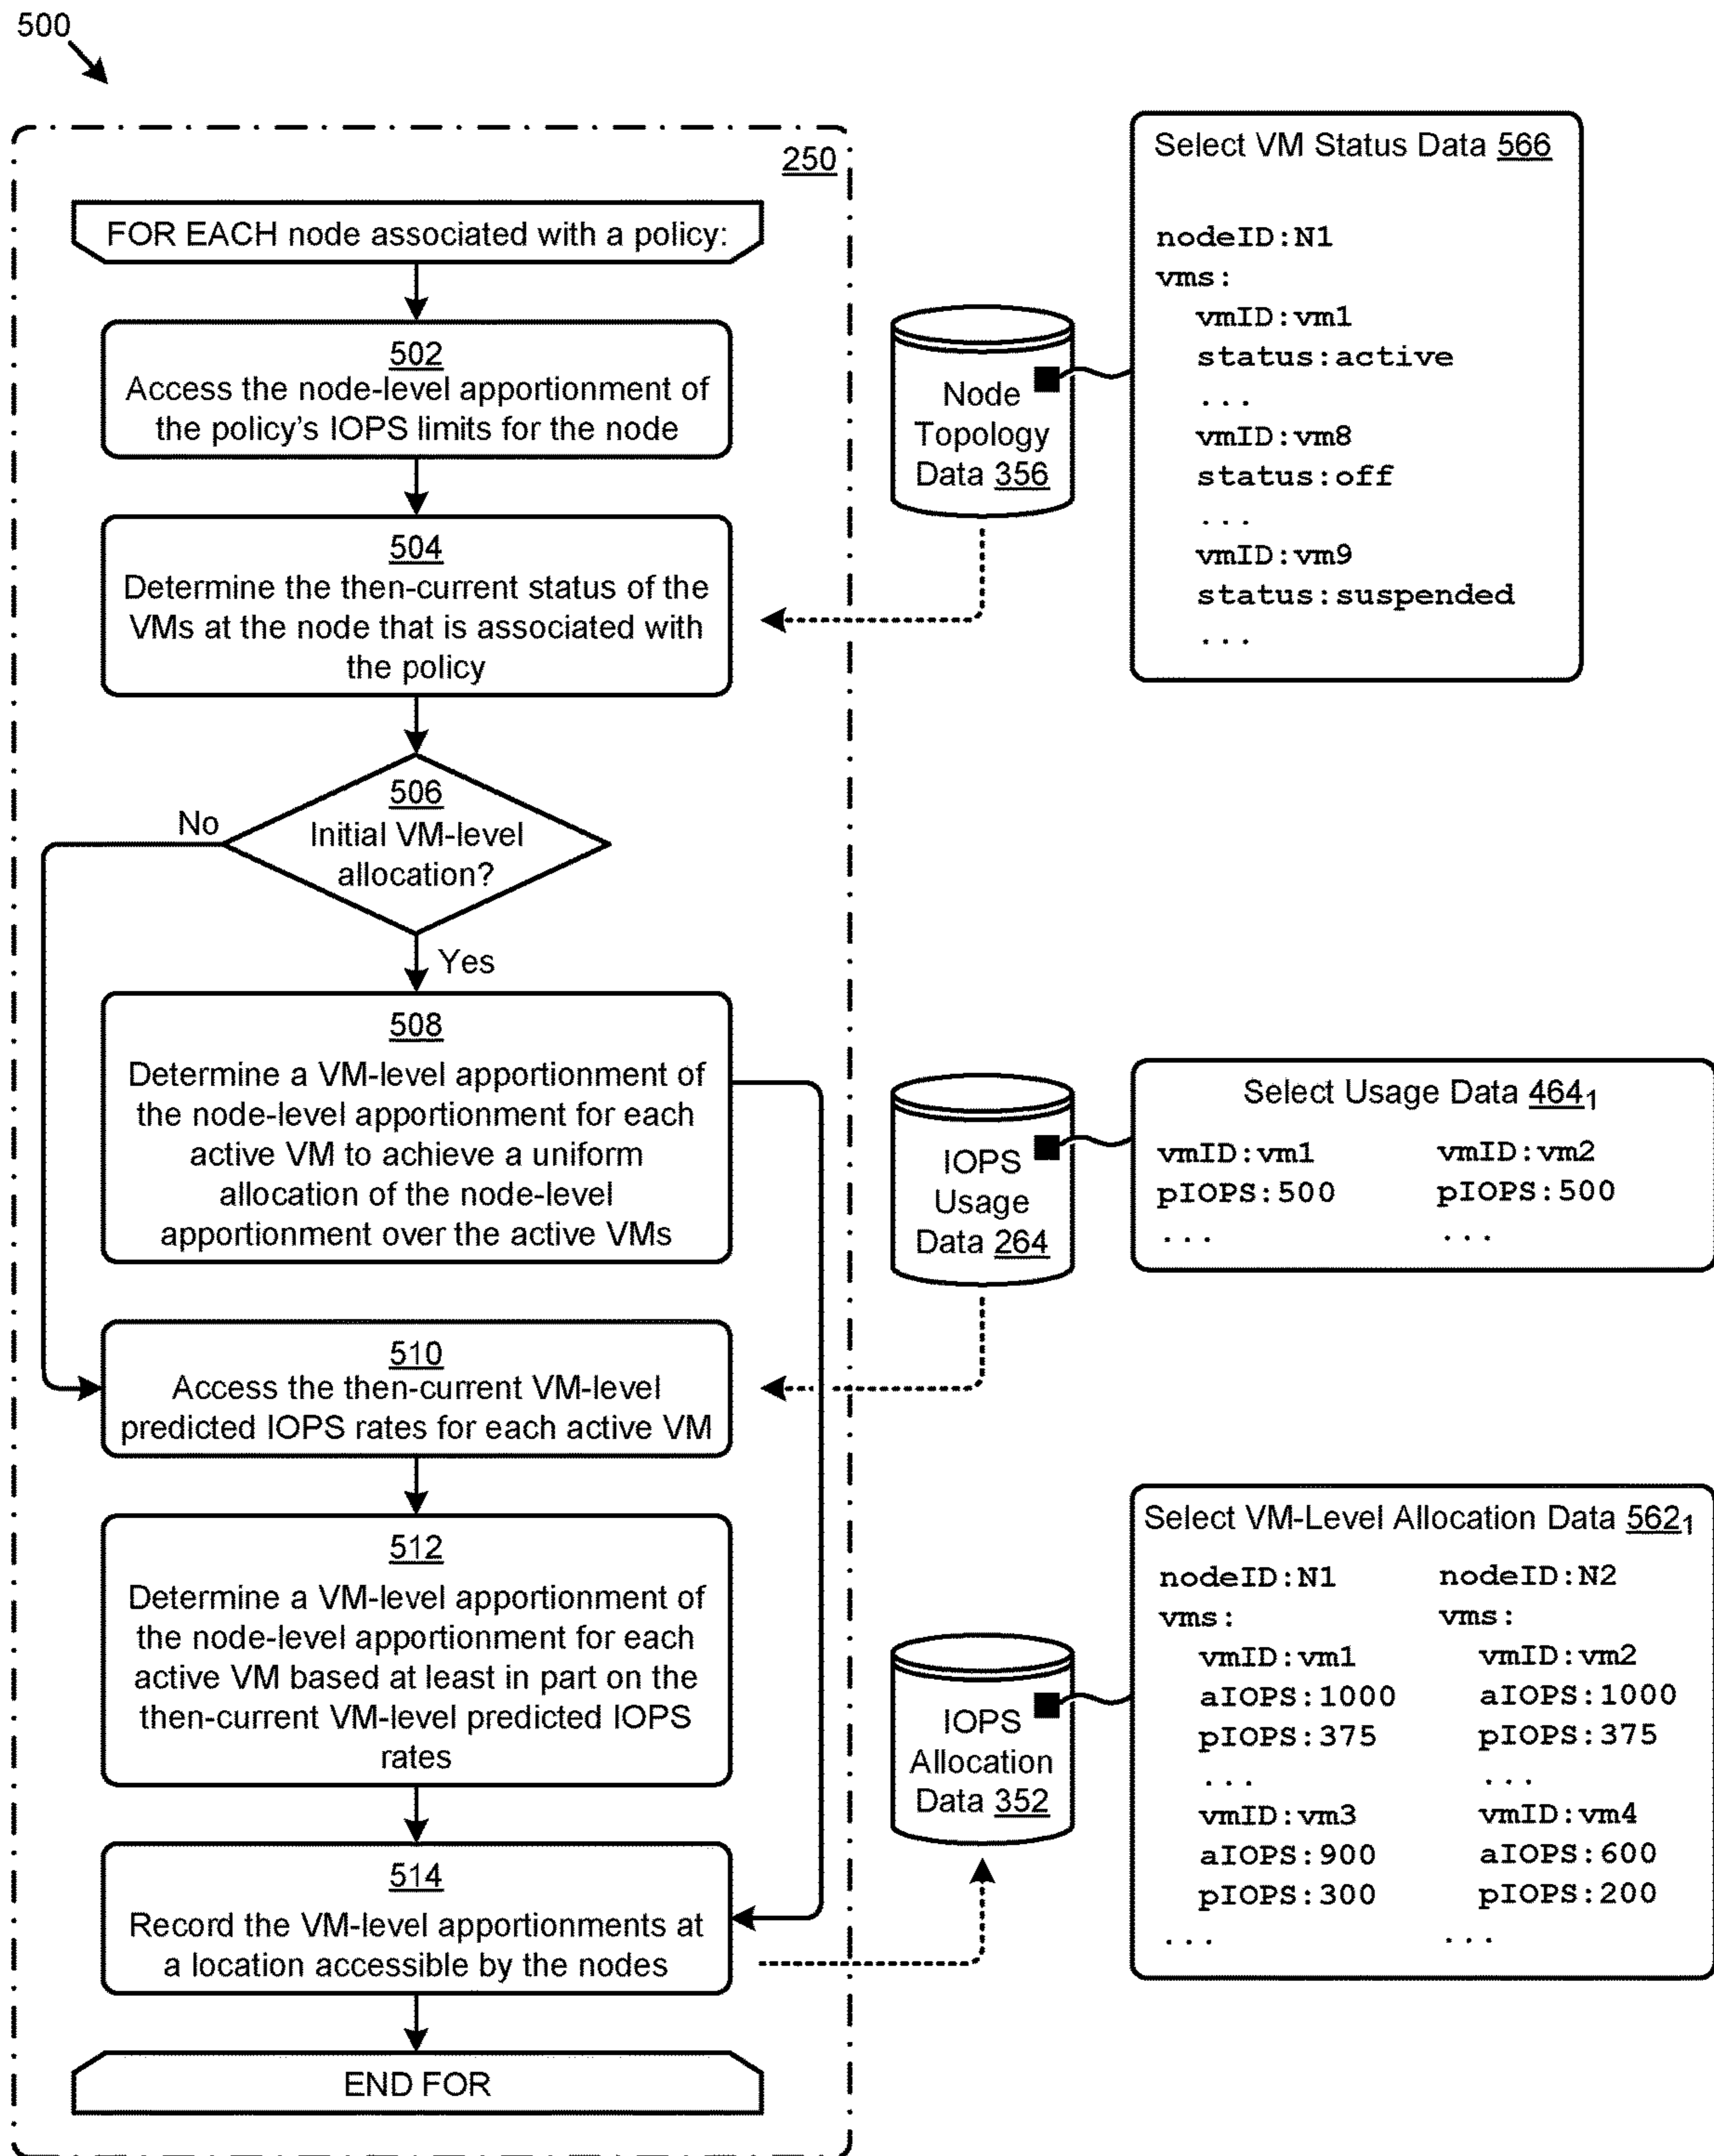 500
250
FOR EACH node associated with a policy:
502
Access the node-level apportionment of
the policy's IOPS limits for the node
504
Determine the then-current status of the
VMs at the node that is associated with
the policy
506
Initial VM-level
allocation?
No
Yes
508
Determine a VM-level apportionment of
the node-level apportionment for each
active VM to achieve a uniform
allocation of the node-level
apportionment over the active VMs
510
Access the then-current VM-level
predicted IOPS rates for each active VM
512
Determine a VM-level apportionment of
the node-level apportionment for each
active VM based at least in part on the
then-current VM-level predicted IOPS
rates
514
Record the VM-level apportionments at
a location accessible by the nodes
END FOR
Node
Topology
Data 356
Select VM Status Data 566
nodeID:N1
vms:
vmID:vm1
status:active
...
vmID:vm8
status:off
...
vmID:vm9
status:suspended
...
IOPS
Usage
Data 264
Select Usage Data 464₁
vmID:vm1 vmID:vm2
pIOPS:500 pIOPS:500
... ...
IOPS
Allocation
Data 352
Select VM-Level Allocation Data 562₁
nodeID:N1 nodeID:N2
vms: vms:
vmID:vm1 vmID:vm2
aIOPS:1000 aIOPS:1000
pIOPS:375 pIOPS:375
... ...
vmID:vm3 vmID:vm4
aIOPS:900 aIOPS:600
pIOPS:300 pIOPS:200
... ...